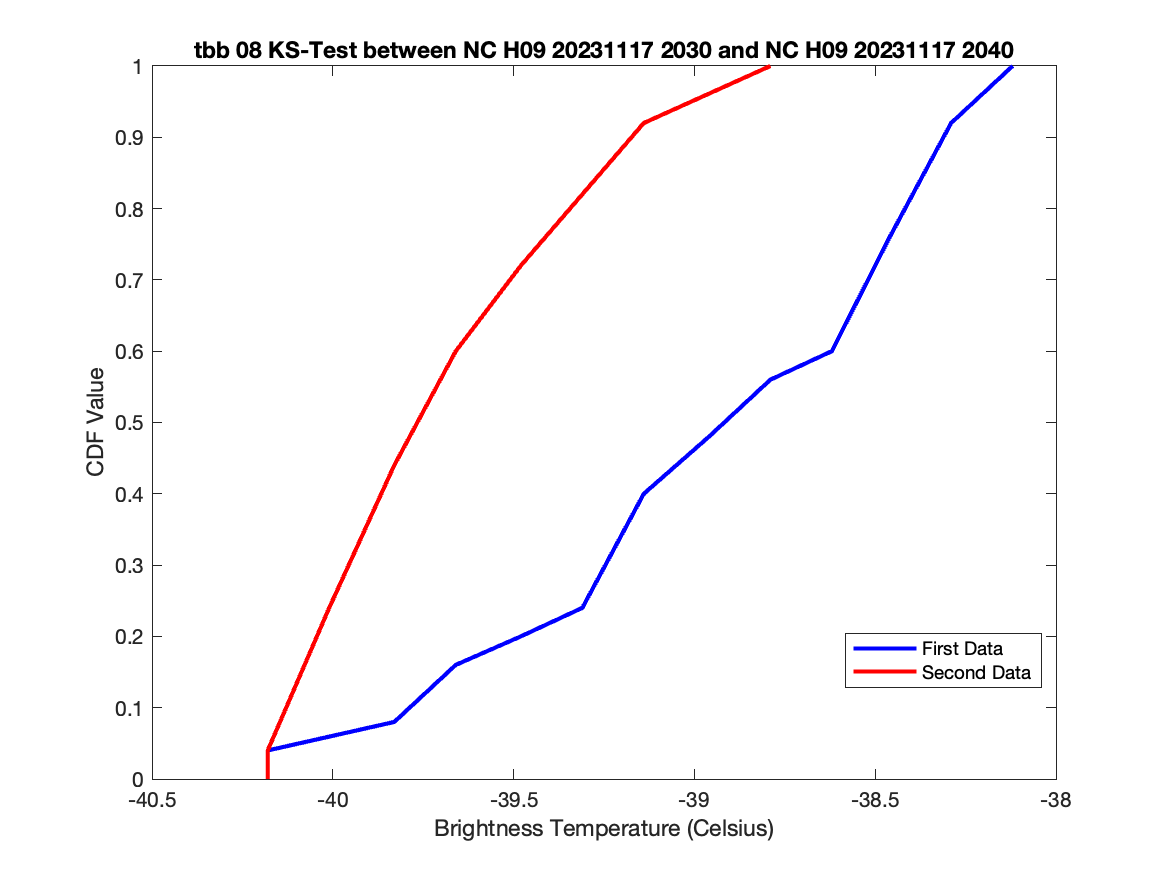 tbb 08 KS-Test between NC H09 20231117 2030 and NC H09 20231117 2040
1
0.9
0.8
0.7
0.6
0.5
0.4
0.3
0.2
0.1
0
CDF Value
First Data
Second Data
-40.5 -40 -39.5 -39 -38.5 -38
Brightness Temperature (Celsius)